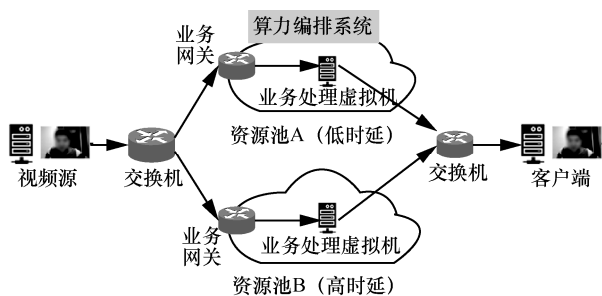 算力编排系统
业务
网关
业务处理虚拟机
资源池A（低时延）
视频源
交换机
交换机
客户端
业务处理虚拟机
业务
网关
资源池B（高时延）